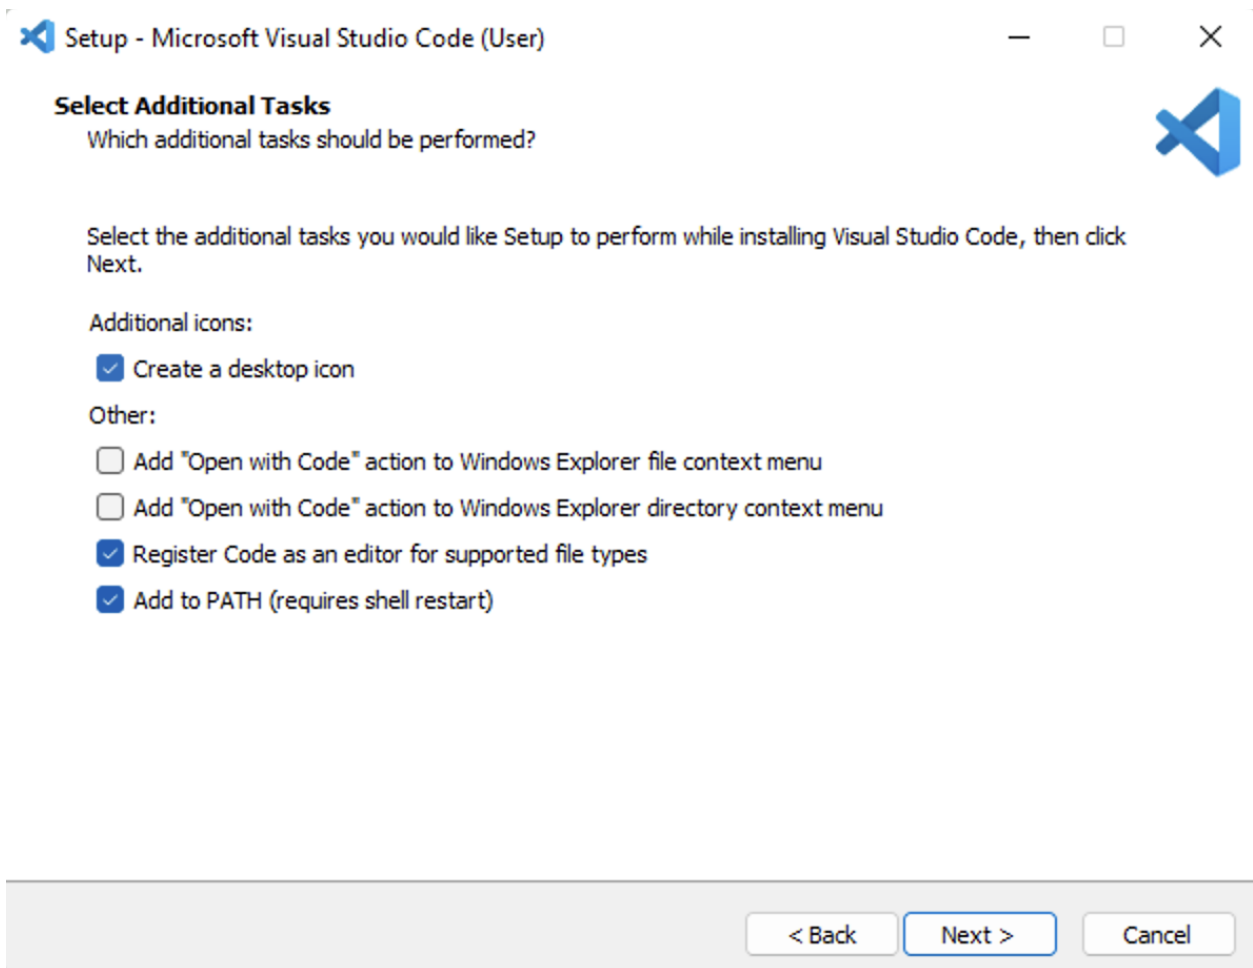 Setup - Microsoft Visual Studio Code (User)
Select Additional Tasks
Which additional tasks should be performed?
Select the additional tasks you would like Setup to perform while installing Visual Studio Code, then click
Next.
Additional icons:
Create a desktop icon
Other:
Add "Open with Code" action to Windows Explorer file context menu
Add "Open with Code" action to Windows Explorer directory context menu
Register Code as an editor for supported file types
Add to PATH (requires shell restart)
< Back Next > Cancel